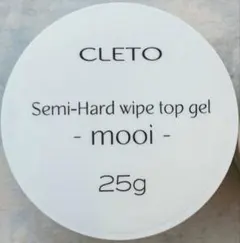 CLETO
Semi-Hard wipe top gel
- mooi -
25g